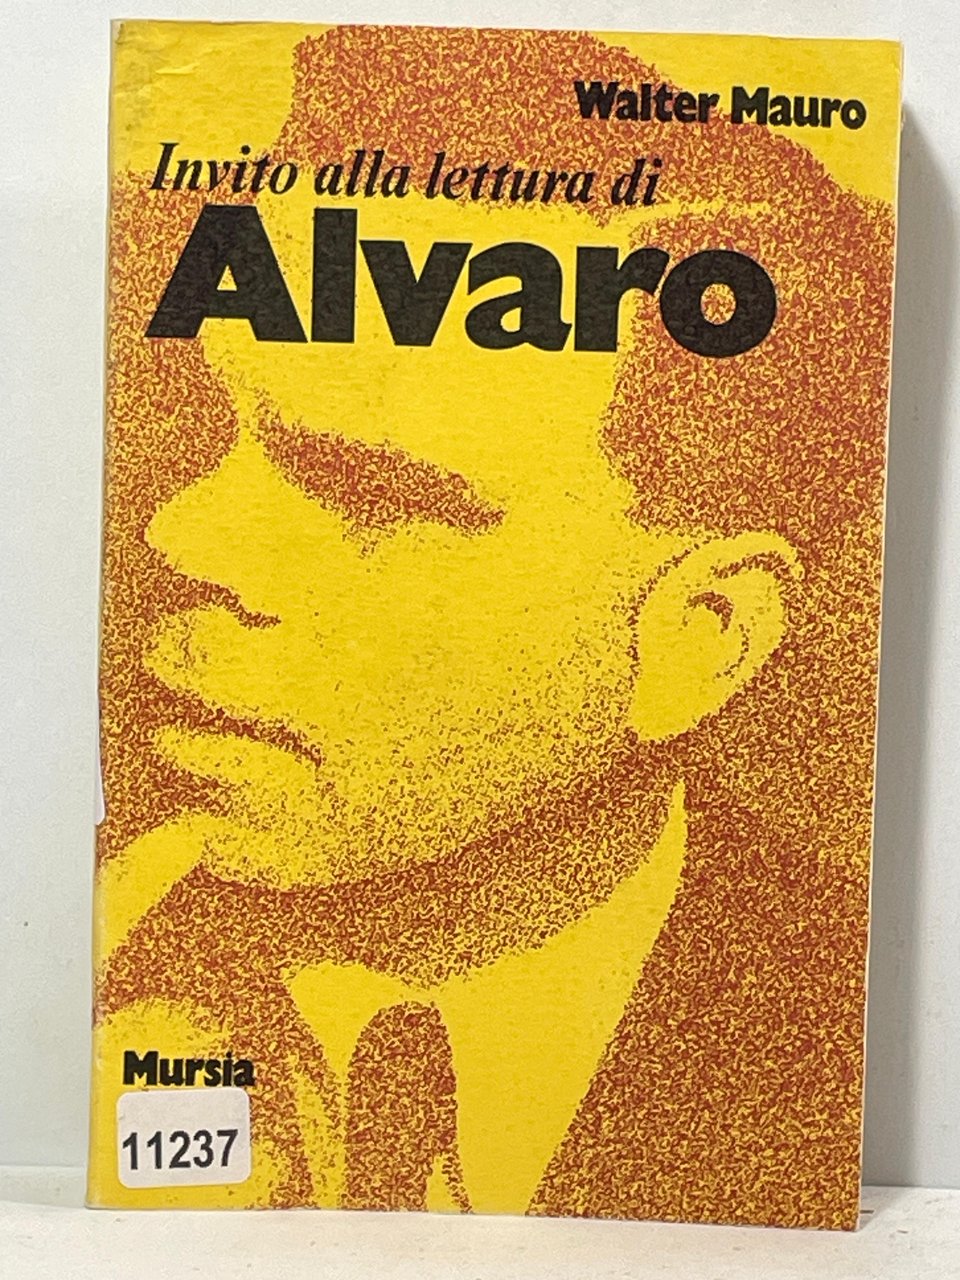 Walter Mauro
Invito alla lettura di
Alvaro
Mursia
11237